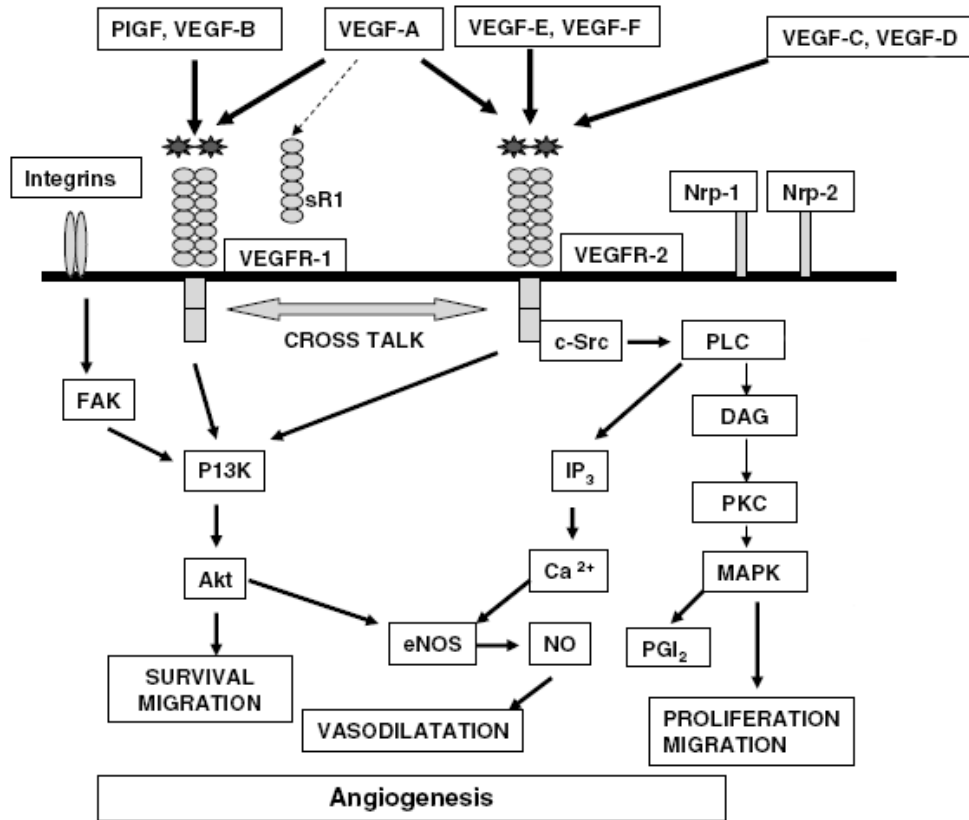 PIGF, VEGF-B
VEGF-A
VEGF-E, VEGF-F
VEGF-C, VEGF-D
Integrins
sR1
Nrp-1
Nrp-2
VEGFR-1
VEGFR-2
CROSS TALK
c-Src
PLC
FAK
DAG
P13K
IP3
PKC
Akt
Ca 2+
MAPK
eNOS
NO
PGI2
SURVIVAL
MIGRATION
VASODILATATION
PROLIFERATION
MIGRATION
Angiogenesis